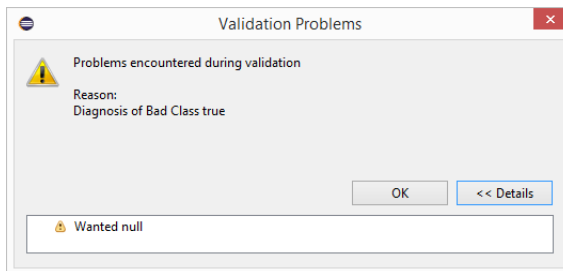 Validation Problems
Problems encountered during validation
Reason:
Diagnosis of Bad Class true
OK
<< Details
Wanted null